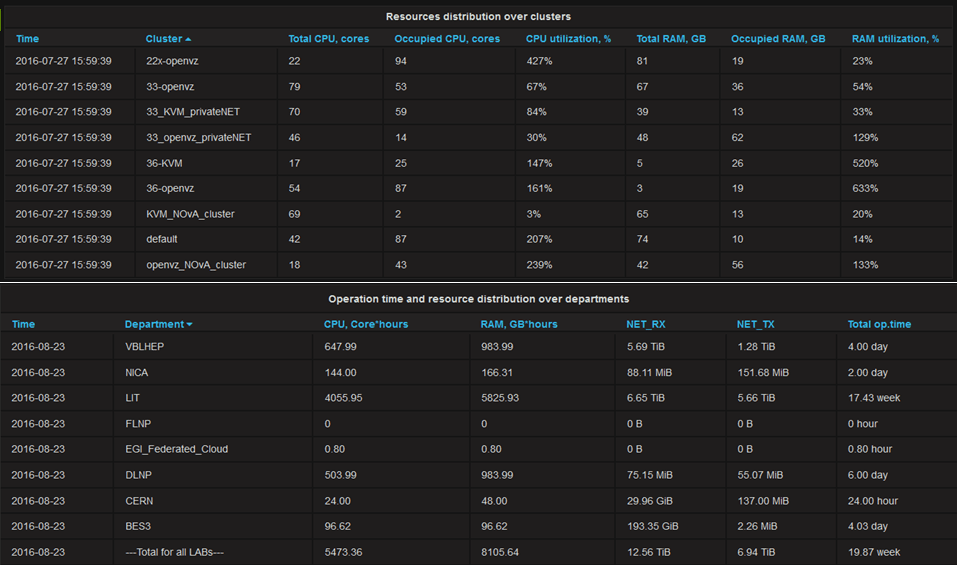 Resources distribution over clusters
Time Cluster Total CPU, cores Occupied CPU, cores CPU utilization, % Total RAM, GB Occupied RAM, GB RAM utilization, %
2016-07-27 15:59:39 22x-openvz 22 94 427% 81 19 23%
2016-07-27 15:59:39 33-openvz 79 53 67% 67 36 54%
2016-07-27 15:59:39 33_KVM_privateNET 70 59 84% 39 13 33%
2016-07-27 15:59:39 33_openvz_privateNET 46 14 30% 48 62 129%
2016-07-27 15:59:39 36-KVM 17 25 147% 5 26 520%
2016-07-27 15:59:39 36-openvz 54 87 161% 3 19 633%
2016-07-27 15:59:39 KVM_NOvA_cluster 69 2 3% 65 13 20%
2016-07-27 15:59:39 default 42 87 207% 74 10 14%
2016-07-27 15:59:39 openvz_NOvA_cluster 18 43 239% 42 56 133%
Operation time and resource distribution over departments
Time Department CPU, Core*hours RAM, GB*hours NET_RX NET_TX Total op.time
2016-08-23 VBLHEP 647.99 983.99 5.69 TiB 1.28 TiB 4.00 day
2016-08-23 NICA 144.00 166.31 88.11 MiB 151.68 MiB 2.00 day
2016-08-23 LIT 4055.95 5825.93 6.65 TiB 5.66 TiB 17.43 week
2016-08-23 FLNP 0 0 0 B 0 B 0 hour
2016-08-23 EGI_Federated_Cloud 0.80 0.80 0 B 0 B 0.80 hour
2016-08-23 DLNP 503.99 983.99 75.15 MiB 55.07 MiB 6.00 day
2016-08-23 CERN 24.00 48.00 29.96 GiB 137.00 MiB 24.00 hour
2016-08-23 BES3 96.62 96.62 193.35 GiB 2.26 MiB 4.03 day
2016-08-23 ---Total for all LABs--- 5473.36 8105.64 12.56 TiB 6.94 TiB 19.87 week